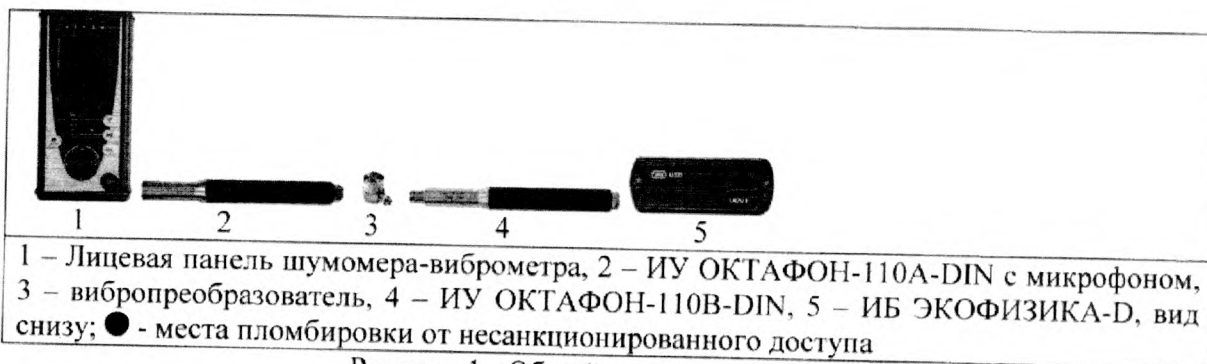 1 2 3 4 5
1 – Лицевая панель шумомера-виброметра, 2 – ИУ ОКТАФОН-110А-DIN с микрофоном,
3 – вибропреобразователь, 4 – ИУ ОКТАФОН-110В-DIN, 5 – ИБ ЭКОФИЗИКА-D, вид
снизу; ● - места пломбировки от несанкционированного доступа